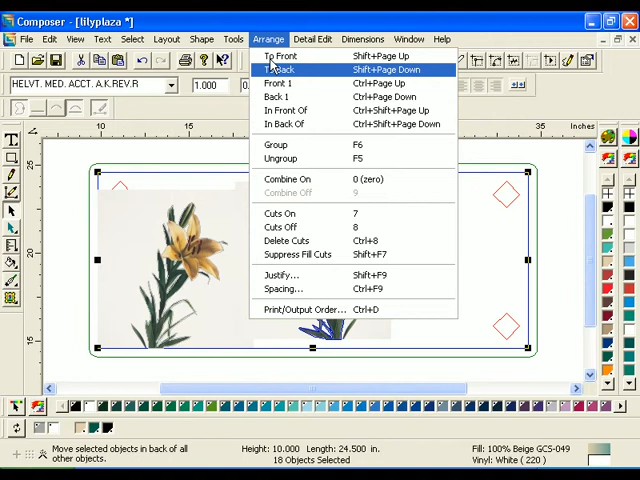 Composer - [lilyplaza *]
File Edit View Text Select Layout Shape Tools Arrange Detail Edit Dimensions Window Help
To Front Shift+Page Up
To Back Shift+Page Down
Front 1 Ctrl+Page Up
Back 1 Ctrl+Page Down
In Front Of Ctrl+Shift+Page Up
In Back Of Ctrl+Shift+Page Down
Group F6
Ungroup F5
Combine On 0 (zero)
Combine Off 9
Cuts On 7
Cuts Off 8
Delete Cuts Ctrl+8
Suppress Fill Cuts Shift+F7
Justify... Shift+F9
Spacing... Ctrl+F9
Print/Output Order... Ctrl+D
HELVT. MED. ACCT. A.K.REV.R 1.000
10 15 35 Inches
25
20
15
Move selected objects in back of all other objects.
Height: 10.000 Length: 24.500 in
18 Objects Selected
Fill: 100% Beige GCS-049
Vinyl: White ( 220 )